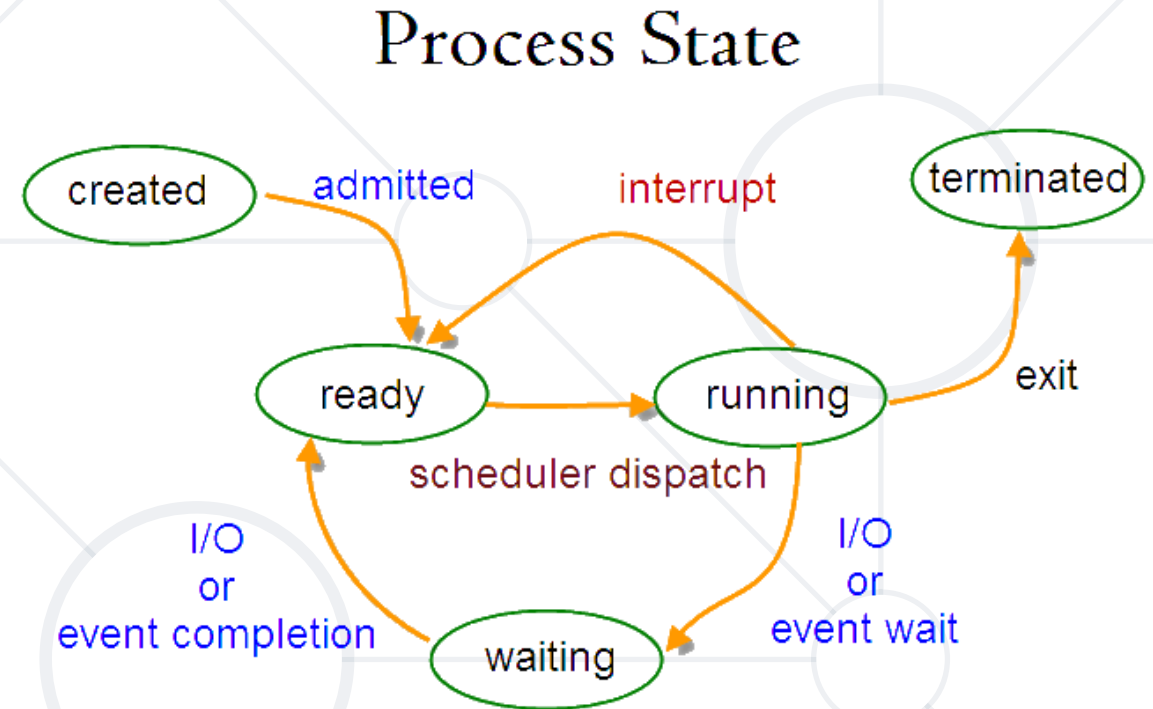 Process State
created
admitted
interrupt
terminated
ready
running
exit
scheduler dispatch
I/O
or
event completion
I/O
or
event wait
waiting